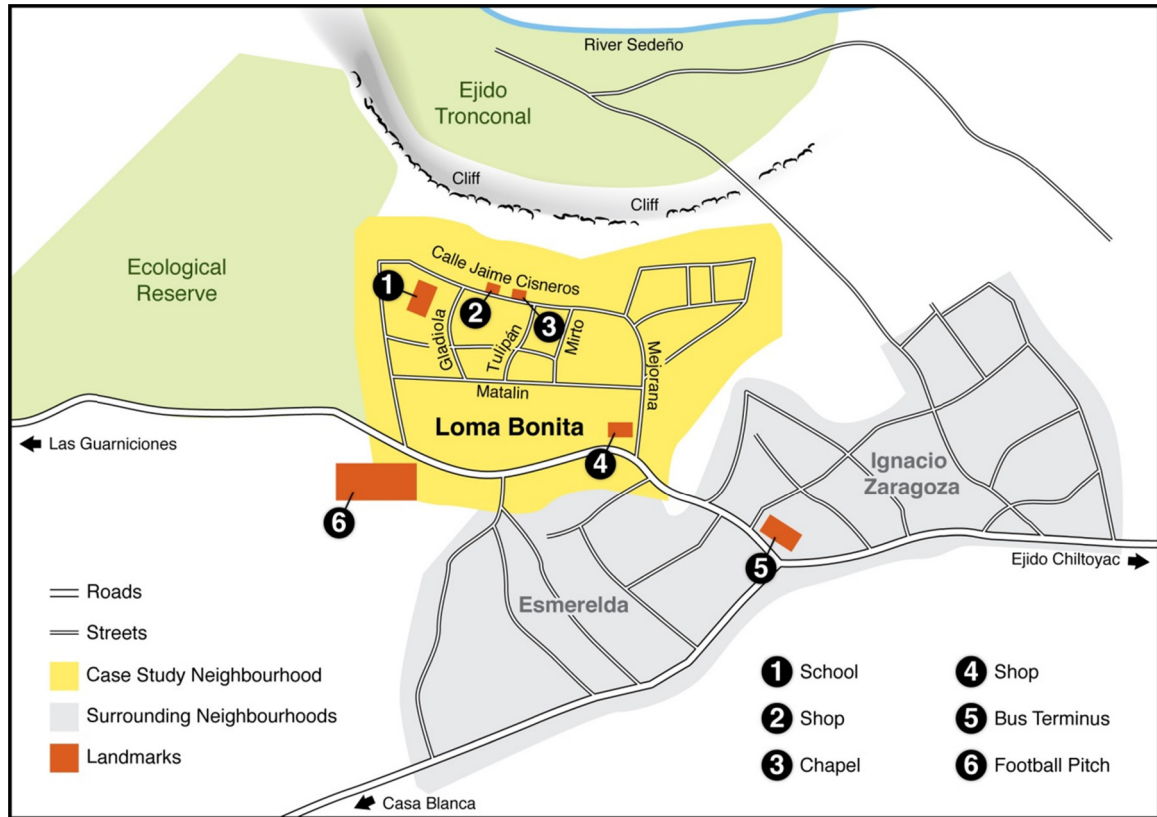 River Sedeño
Ejido
Tronconal
Cliff
Cliff
Ecological
Reserve
Calle Jaime Cisneros
1
2
3
Gladiola
Tulipán
Mirto
Mejorana
Matalin
Loma Bonita
4
Las Guarniciones
6
Ignacio
Zaragoza
5
Ejido Chiltoyac
Esmerelda
Casa Blanca
Roads
Streets
Case Study Neighbourhood
Surrounding Neighbourhoods
Landmarks
1 School
2 Shop
3 Chapel
4 Shop
5 Bus Terminus
6 Football Pitch